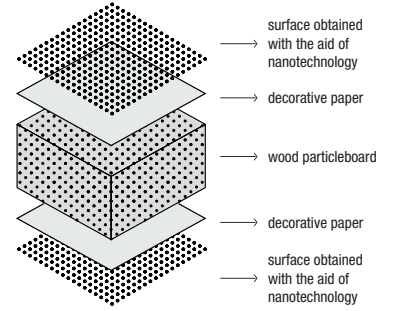 surface obtained
with the aid of
nanotechnology
decorative paper
wood particleboard
decorative paper
surface obtained
with the aid of
nanotechnology